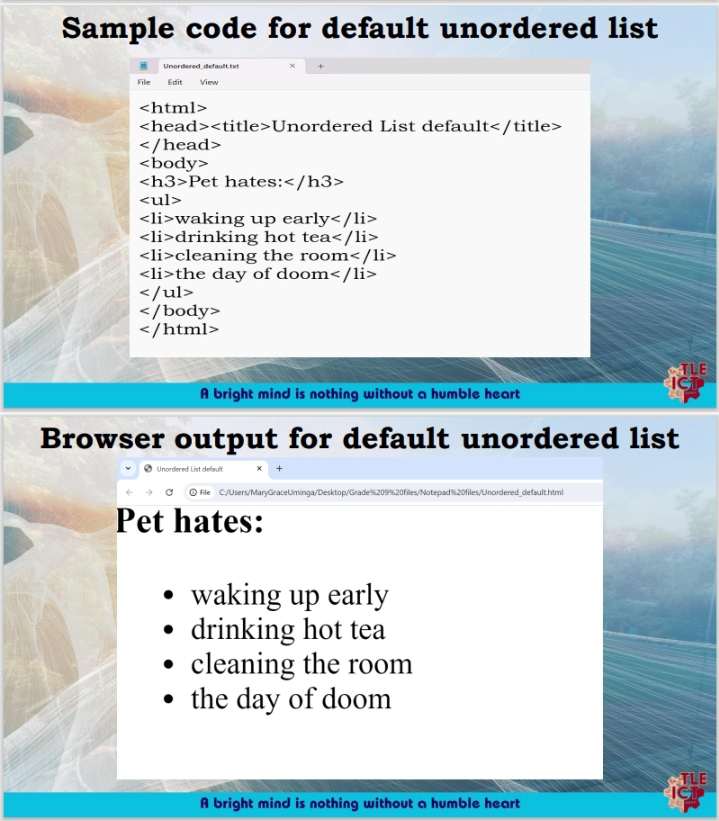 Sample code for default unordered list
Unordered_default.txt × +
File Edit View
<html>
<head><title>Unordered List default</title>
</head>
<body>
<h3>Pet hates:</h3>
<ul>
<li>waking up early</li>
<li>drinking hot tea</li>
<li>cleaning the room</li>
<li>the day of doom</li>
</ul>
</body>
</html>
TLE
ICT
A bright mind is nothing without a humble heart
Browser output for default unordered list
Unordered List default × +
File C:/Users/MaryGraceUminga/Desktop/Grade%209%20files/Notepad%20files/Unordered_default.html
Pet hates:
• waking up early
• drinking hot tea
• cleaning the room
• the day of doom
TLE
ICT
A bright mind is nothing without a humble heart